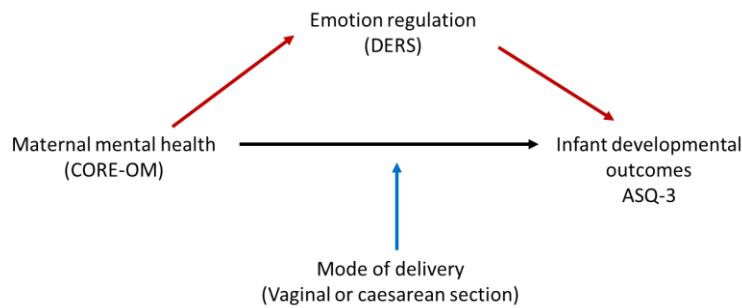 Emotion regulation
(DERS)
Maternal mental health
(CORE-OM)
Infant developmental
outcomes
ASQ-3
Mode of delivery
(Vaginal or caesarean section)